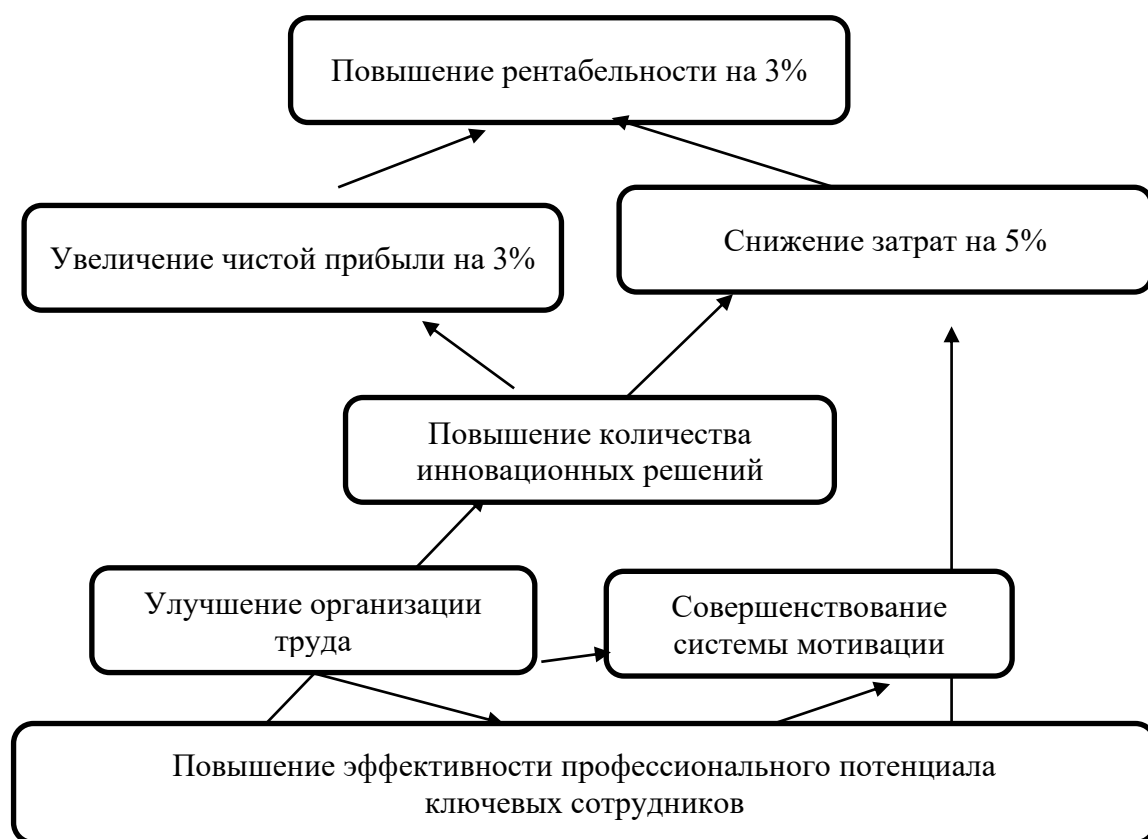 Повышение рентабельности на 3%
Увеличение чистой прибыли на 3%
Снижение затрат на 5%
Повышение количества
инновационных решений
Улучшение организации
труда
Совершенствование
системы мотивации
Повышение эффективности профессионального потенциала
ключевых сотрудников